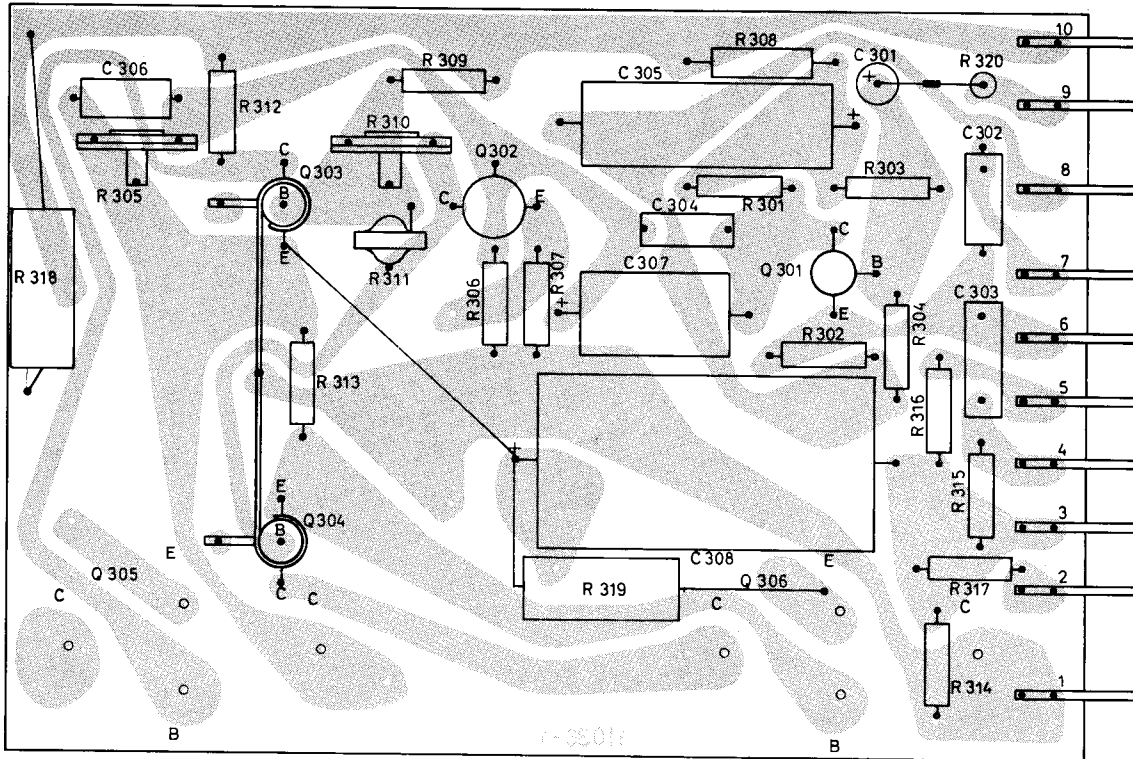 10
R 308
C 301
R 320
C 306
R 309
C 305
R 312
+
9
+
R 310
C 302
C
Q 303
Q 302
8
R 305
B
C
E
R 301
R 303
C 304
C
E
R 318
R 311
C 307
Q 301
B
7
R 306
R 307
+
E
C 303
R 304
6
R 302
R 313
R 316
5
+
4
R 315
E
Q 304
3
B
E
C 308
E
Q 305
R 319
Q 306
R 317
2
C
C
C
C
C
R 314
1
B
B